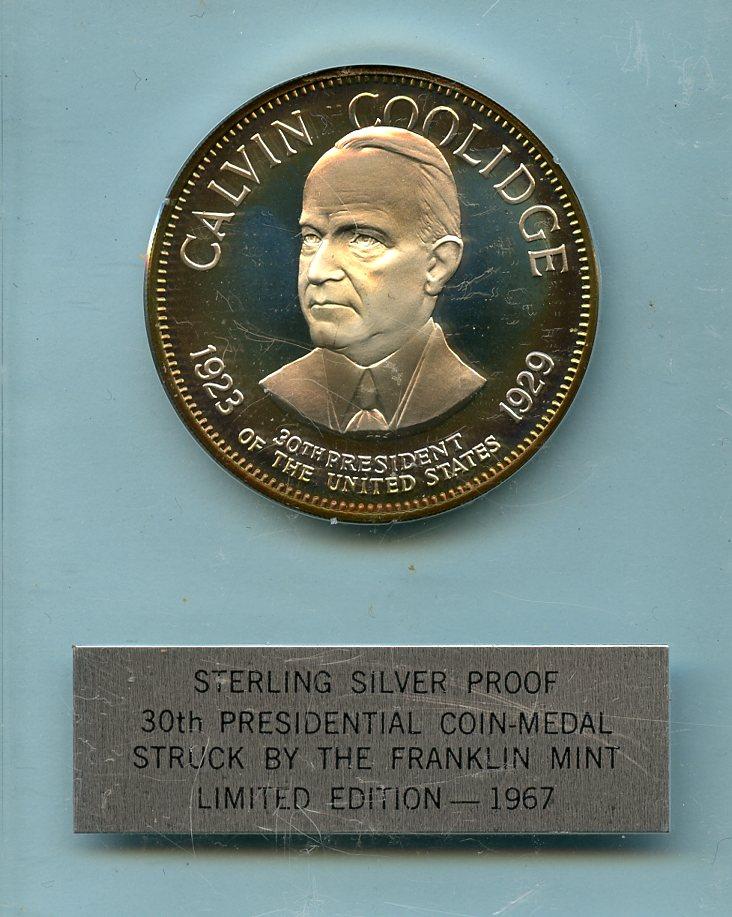 CALVIN COOLIDGE
1923
1929
30TH PRESIDENT
OF THE UNITED STATES
STERLING SILVER PROOF
30th PRESIDENTIAL COIN-MEDAL
STRUCK BY THE FRANKLIN MINT
LIMITED EDITION — 1967